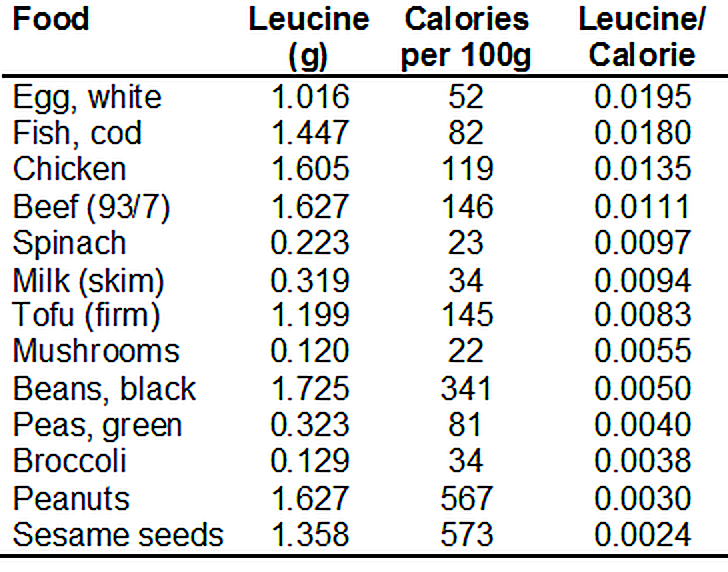 Food Leucine (g) Calories per 100g Leucine/ Calorie
Egg, white 1.016 52 0.0195
Fish, cod 1.447 82 0.0180
Chicken 1.605 119 0.0135
Beef (93/7) 1.627 146 0.0111
Spinach 0.223 23 0.0097
Milk (skim) 0.319 34 0.0094
Tofu (firm) 1.199 145 0.0083
Mushrooms 0.120 22 0.0055
Beans, black 1.725 341 0.0050
Peas, green 0.323 81 0.0040
Broccoli 0.129 34 0.0038
Peanuts 1.627 567 0.0030
Sesame seeds 1.358 573 0.0024